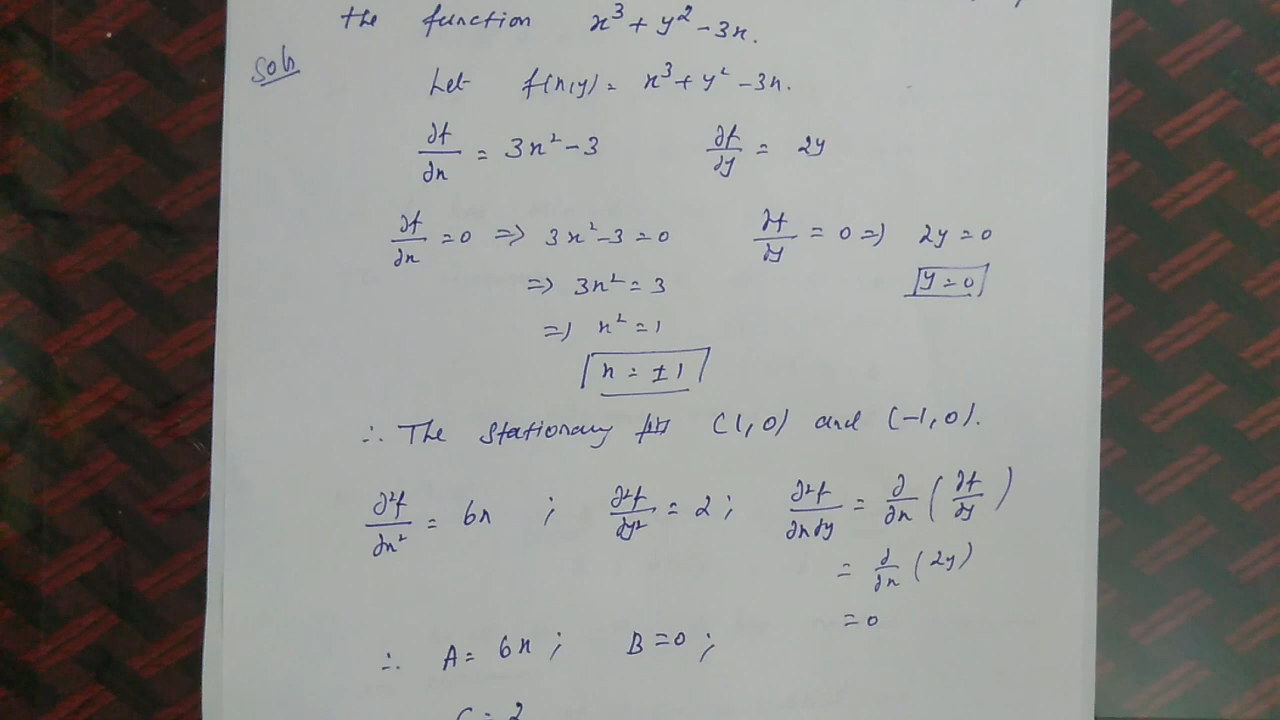 the function x³ + y² - 3x.
Soln
Let f(x,y) = x³ + y² - 3x.
∂f/∂x = 3x² - 3 ∂f/∂y = 2y
∂f/∂x = 0 => 3x² - 3 = 0 ∂f/∂y = 0 => 2y = 0
=> 3x² = 3 y = 0
=> x² = 1
x = ±1
∴ The stationary pts (1,0) and (-1,0).
∂²f/∂x² = 6x ; ∂²f/∂y² = 2 ; ∂²f/∂x∂y = ∂/∂x (∂f/∂y)
= ∂/∂x (2y)
= 0
∴ A = 6x ; B = 0 ;
C = 2